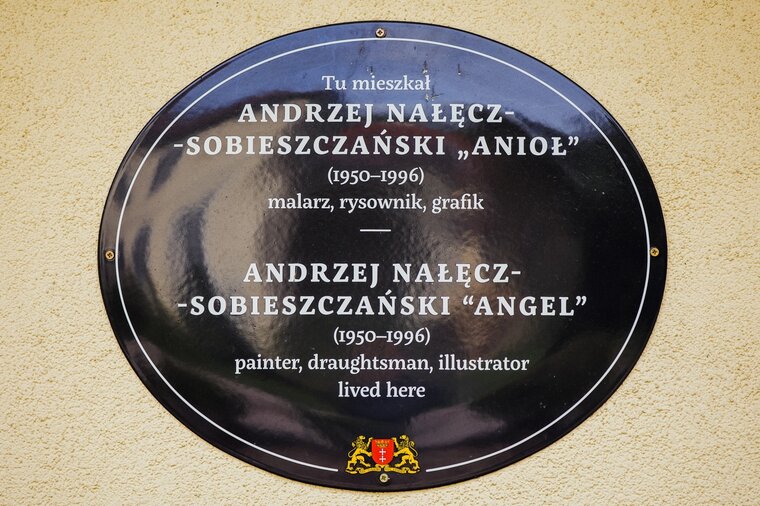 Tu mieszkał
ANDRZEJ NAŁĘCZ-
-SOBIESZCZAŃSKI „ANIOŁ”
(1950–1996)
malarz, rysownik, grafik
—
ANDRZEJ NAŁĘCZ-
-SOBIESZCZAŃSKI “ANGEL”
(1950–1996)
painter, draughtsman, illustrator
lived here